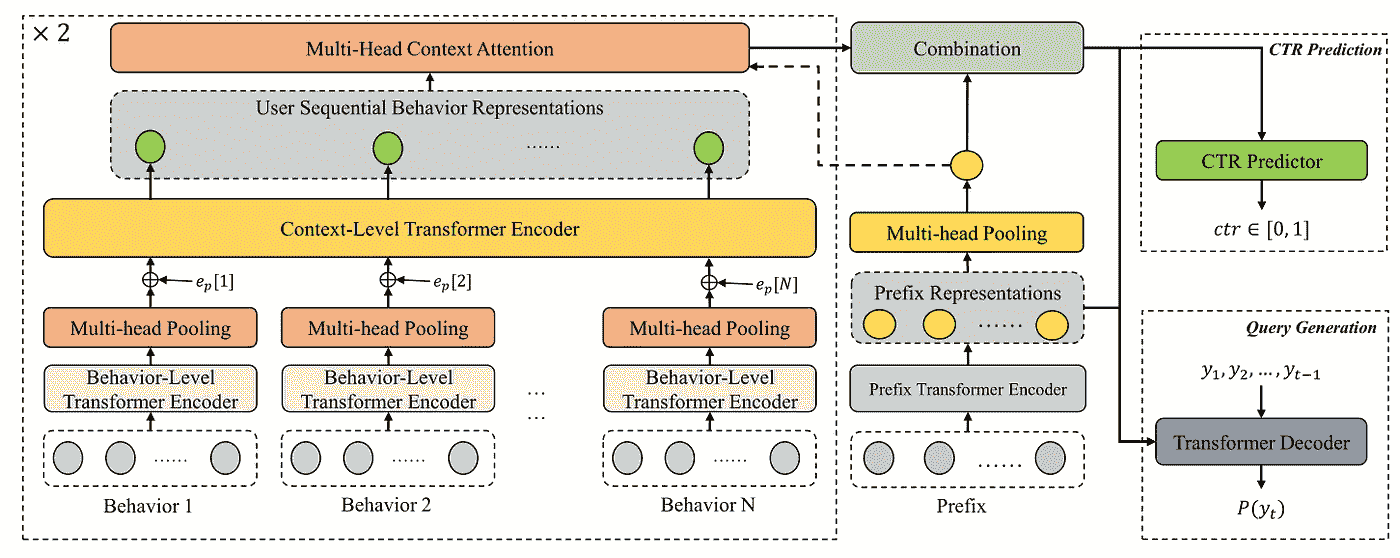 × 2
Multi-Head Context Attention
User Sequential Behavior Representations
......
Context-Level Transformer Encoder
e_p[1]
e_p[2]
e_p[N]
Multi-head Pooling
Multi-head Pooling
Multi-head Pooling
Behavior-Level
Transformer Encoder
Behavior-Level
Transformer Encoder
...
...
Behavior-Level
Transformer Encoder
......
......
......
Behavior 1
Behavior 2
Behavior N
Combination
Multi-head Pooling
Prefix Representations
......
Prefix Transformer Encoder
......
Prefix
CTR Prediction
CTR Predictor
ctr ∈ [0, 1]
Query Generation
y_1, y_2, ..., y_{t−1}
Transformer Decoder
P(y_t)